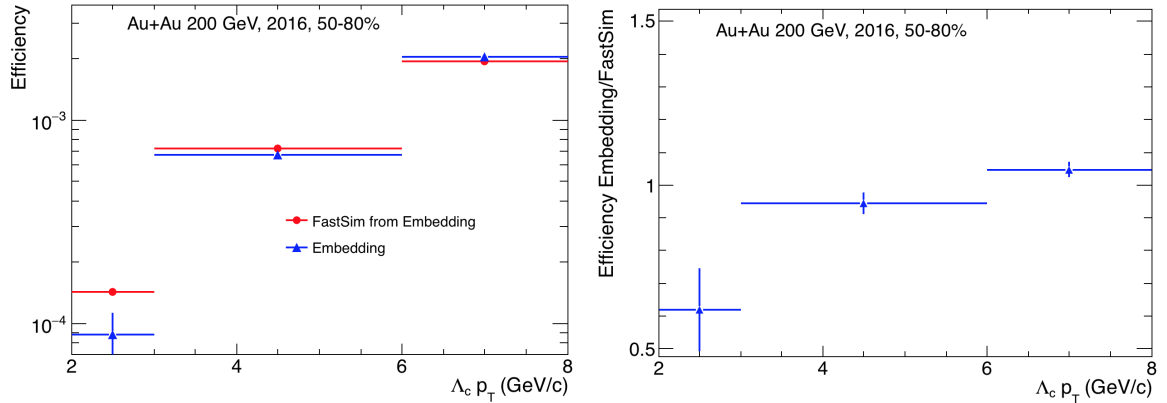 Au+Au 200 GeV, 2016, 50-80%
Efficiency
10⁻³
10⁻⁴
FastSim from Embedding
Embedding
2 4 6 8
Λc pT (GeV/c)
Au+Au 200 GeV, 2016, 50-80%
Efficiency Embedding/FastSim
1.5
1
0.5
2 4 6 8
Λc pT (GeV/c)